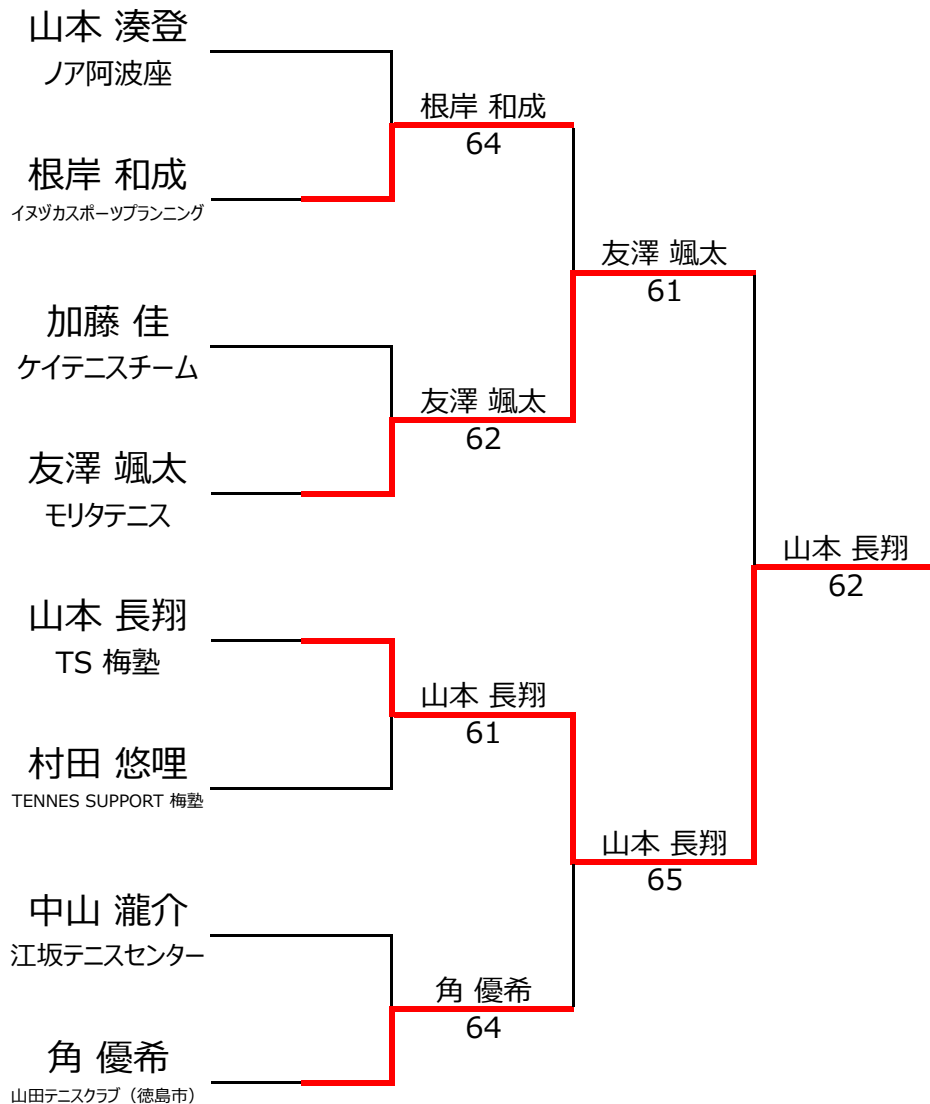 山本 湊登
ノア阿波座
根岸 和成
64
根岸 和成
イヌヅカスポーツプランニング
友澤 颯太
61
加藤 佳
ケイテニスチーム
友澤 颯太
62
友澤 颯太
モリタテニス
山本 長翔
62
山本 長翔
TS 梅塾
山本 長翔
61
村田 悠哩
TENNES SUPPORT 梅塾
山本 長翔
65
中山 瀧介
江坂テニスセンター
角 優希
64
角 優希
山田テニスクラブ（徳島市）